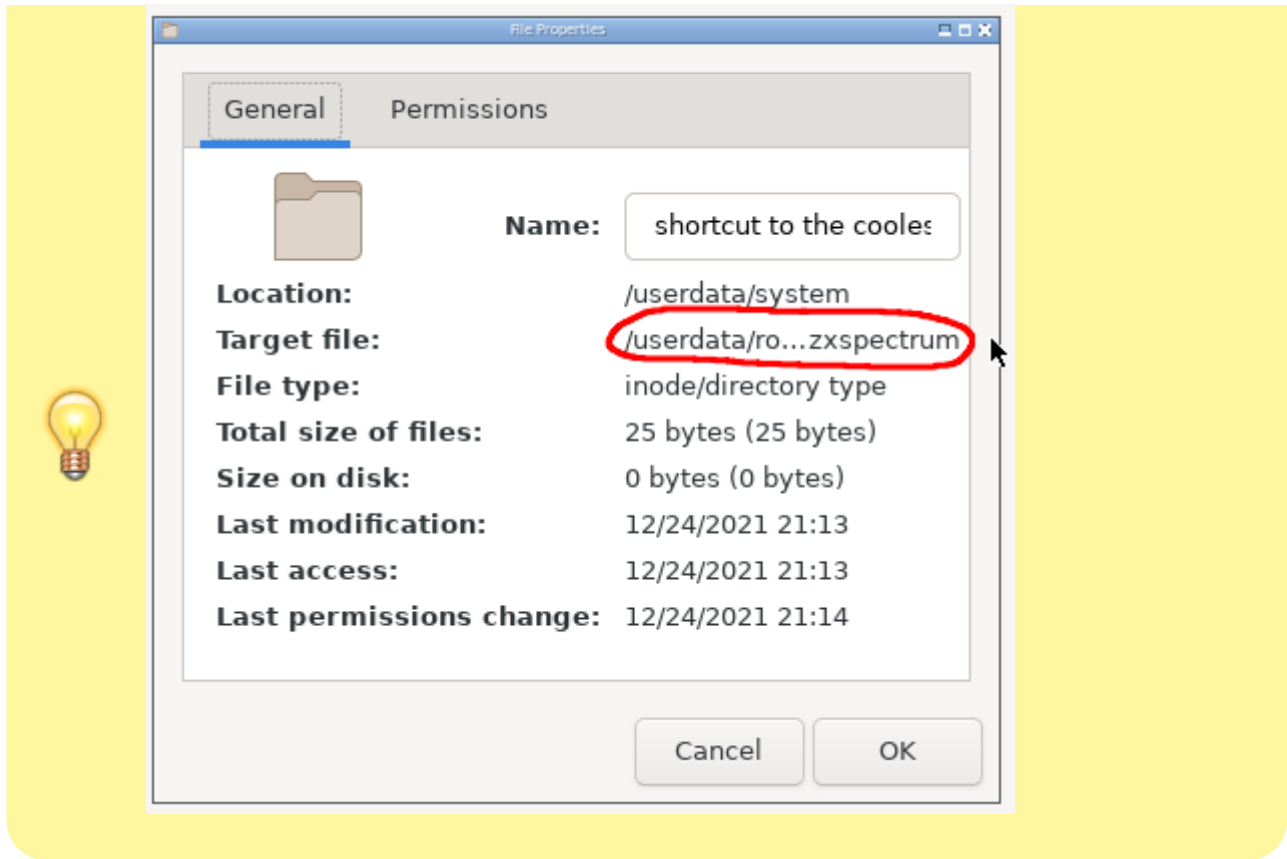 File Properties
General Permissions
Name: shortcut to the cooles
Location: /userdata/system
Target file: /userdata/ro...zxspectrum
File type: inode/directory type
Total size of files: 25 bytes (25 bytes)
Size on disk: 0 bytes (0 bytes)
Last modification: 12/24/2021 21:13
Last access: 12/24/2021 21:13
Last permissions change: 12/24/2021 21:14
Cancel OK